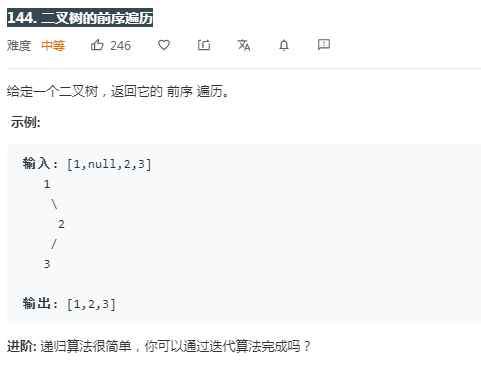 144. 二叉树的前序遍历
难度 中等 246
给定一个二叉树，返回它的 前序 遍历。
示例:
输入: [1,null,2,3]
1
\
2
/
3
输出: [1,2,3]
进阶: 递归算法很简单，你可以通过迭代算法完成吗？